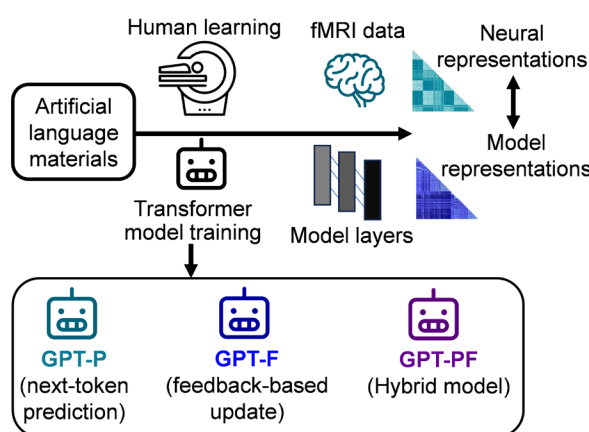 Human learning
fMRI data
Neural
representations
Artificial
language
materials
Model
representations
Transformer
model training
Model layers
GPT-P
(next-token
prediction)
GPT-F
(feedback-based
update)
GPT-PF
(Hybrid model)